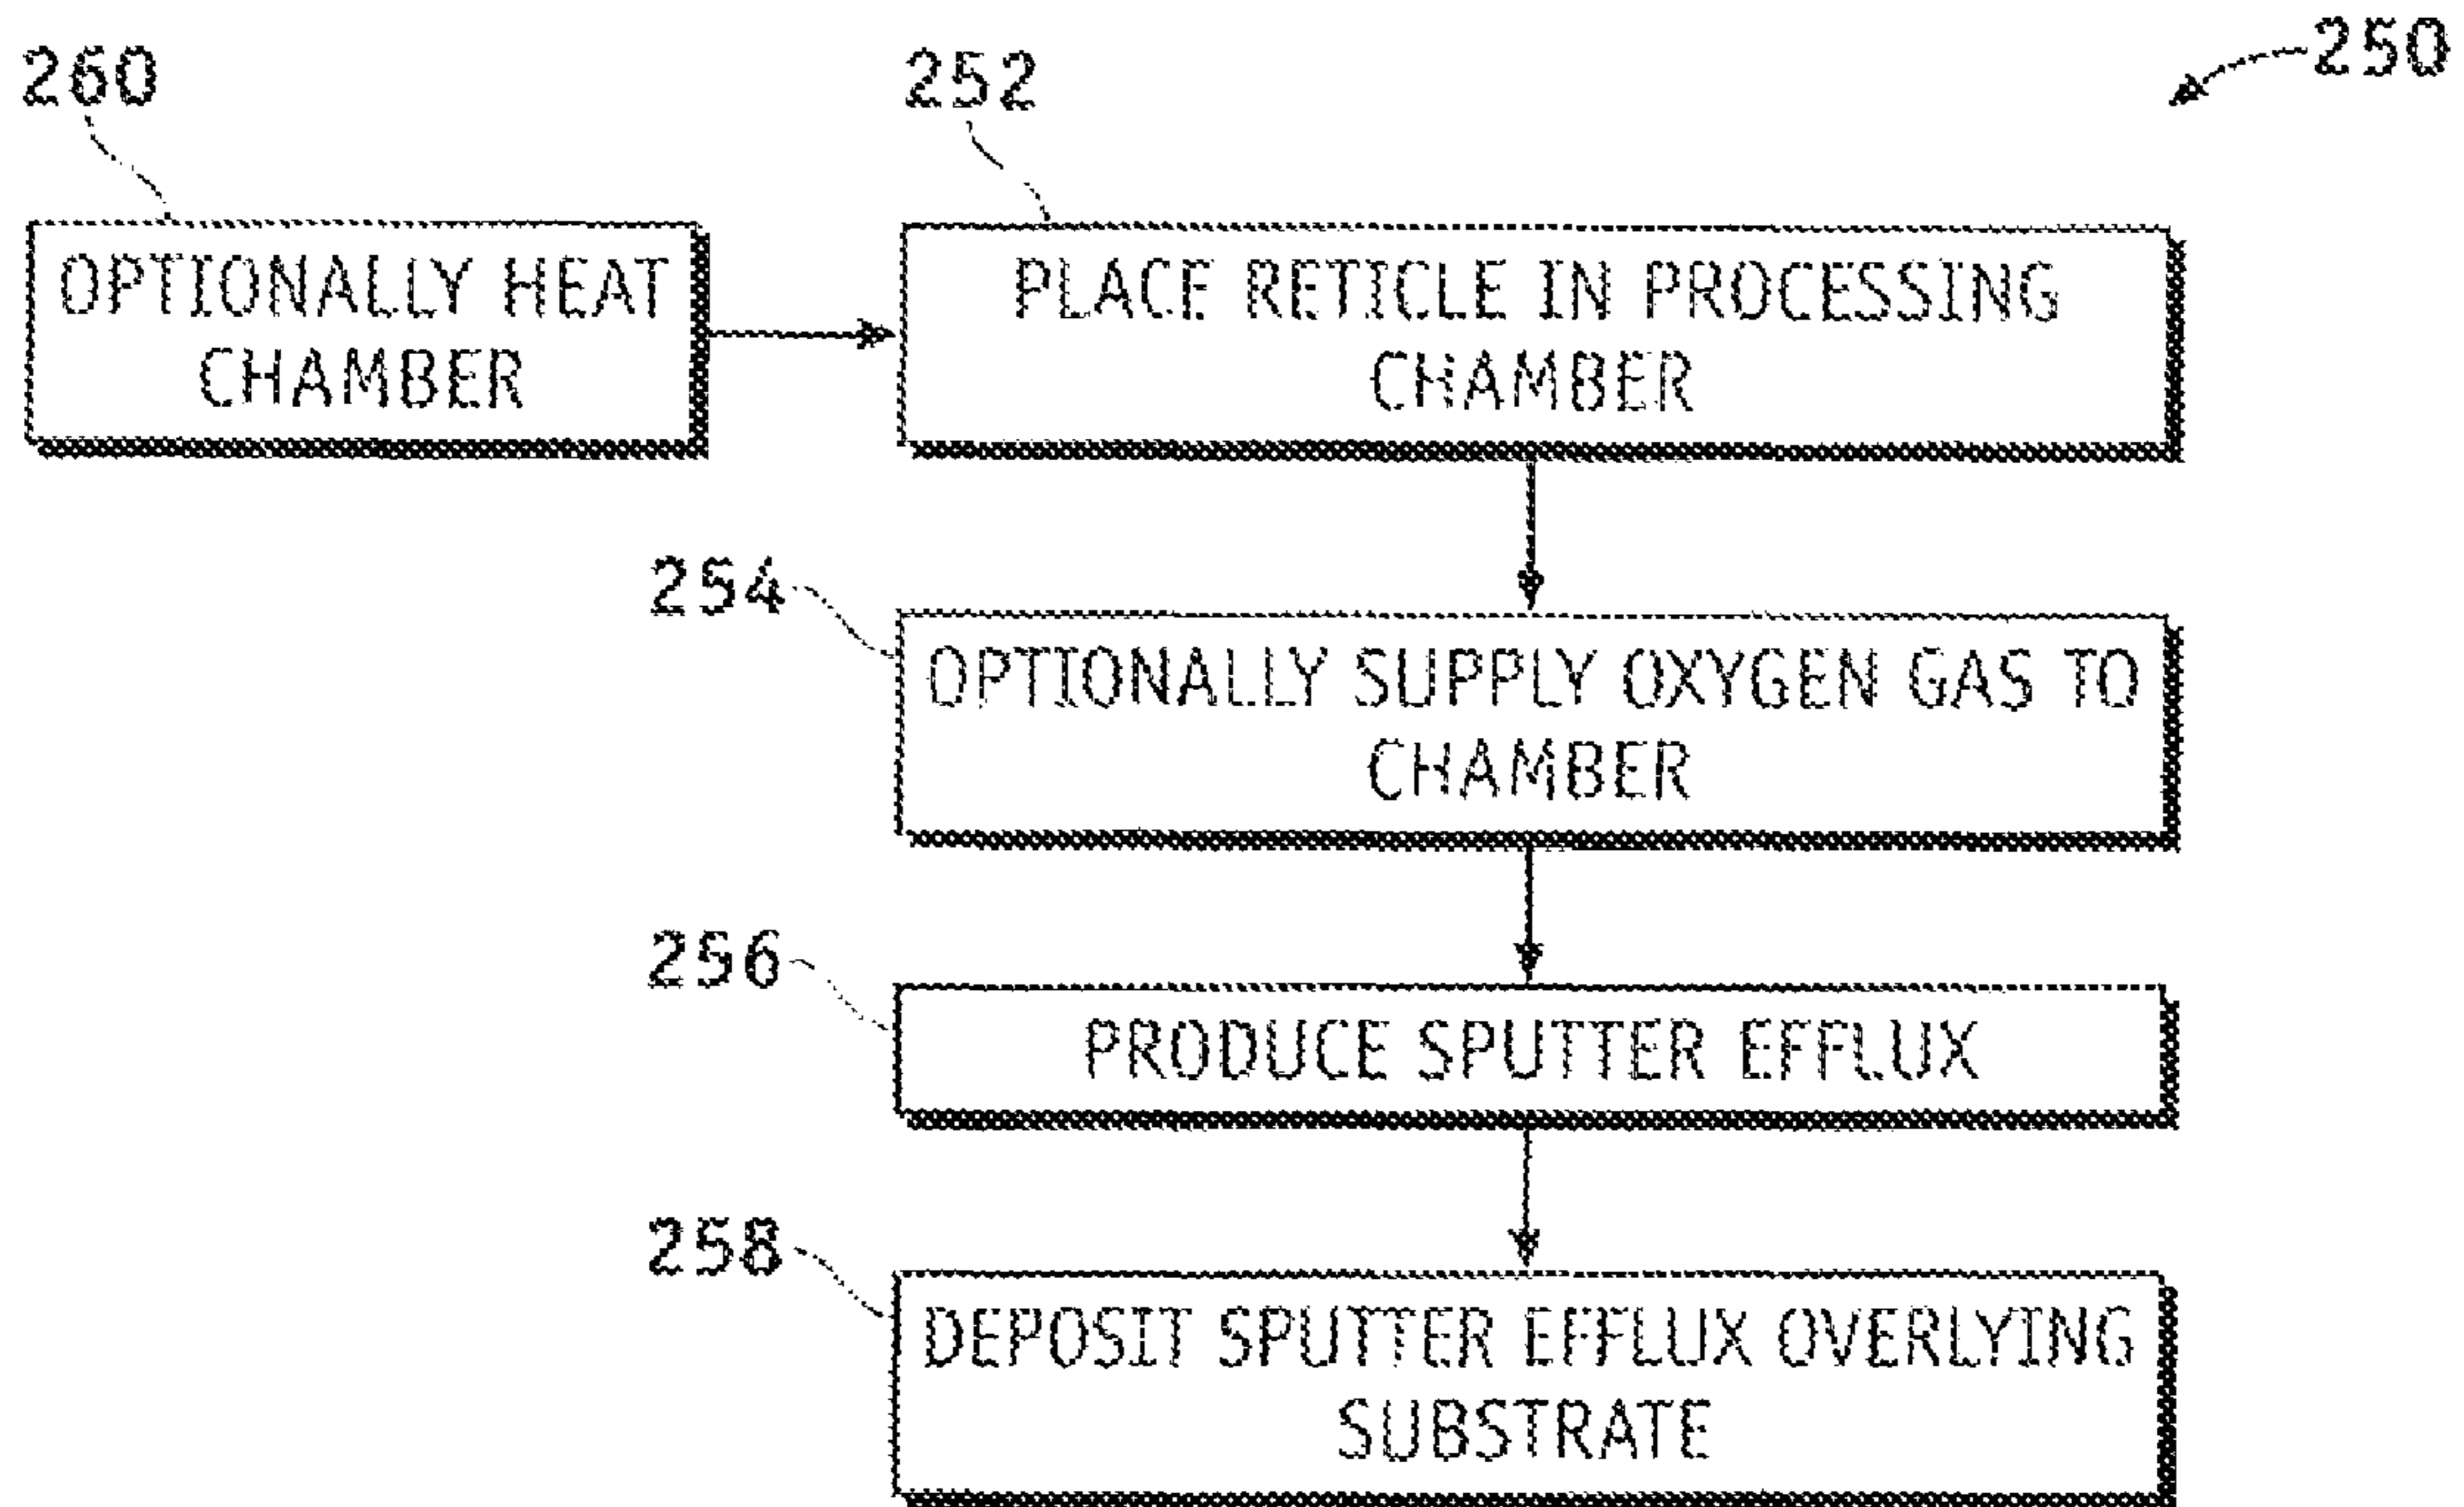 250
260
252
OPTIONALLY HEAT
CHAMBER
PLACE RETICLE IN PROCESSING
CHAMBER
254
OPTIONALLY SUPPLY OXYGEN GAS TO
CHAMBER
256
PRODUCE SPUTTER EFFLUX
258
DEPOSIT SPUTTER EFFLUX OVERLYING
SUBSTRATE